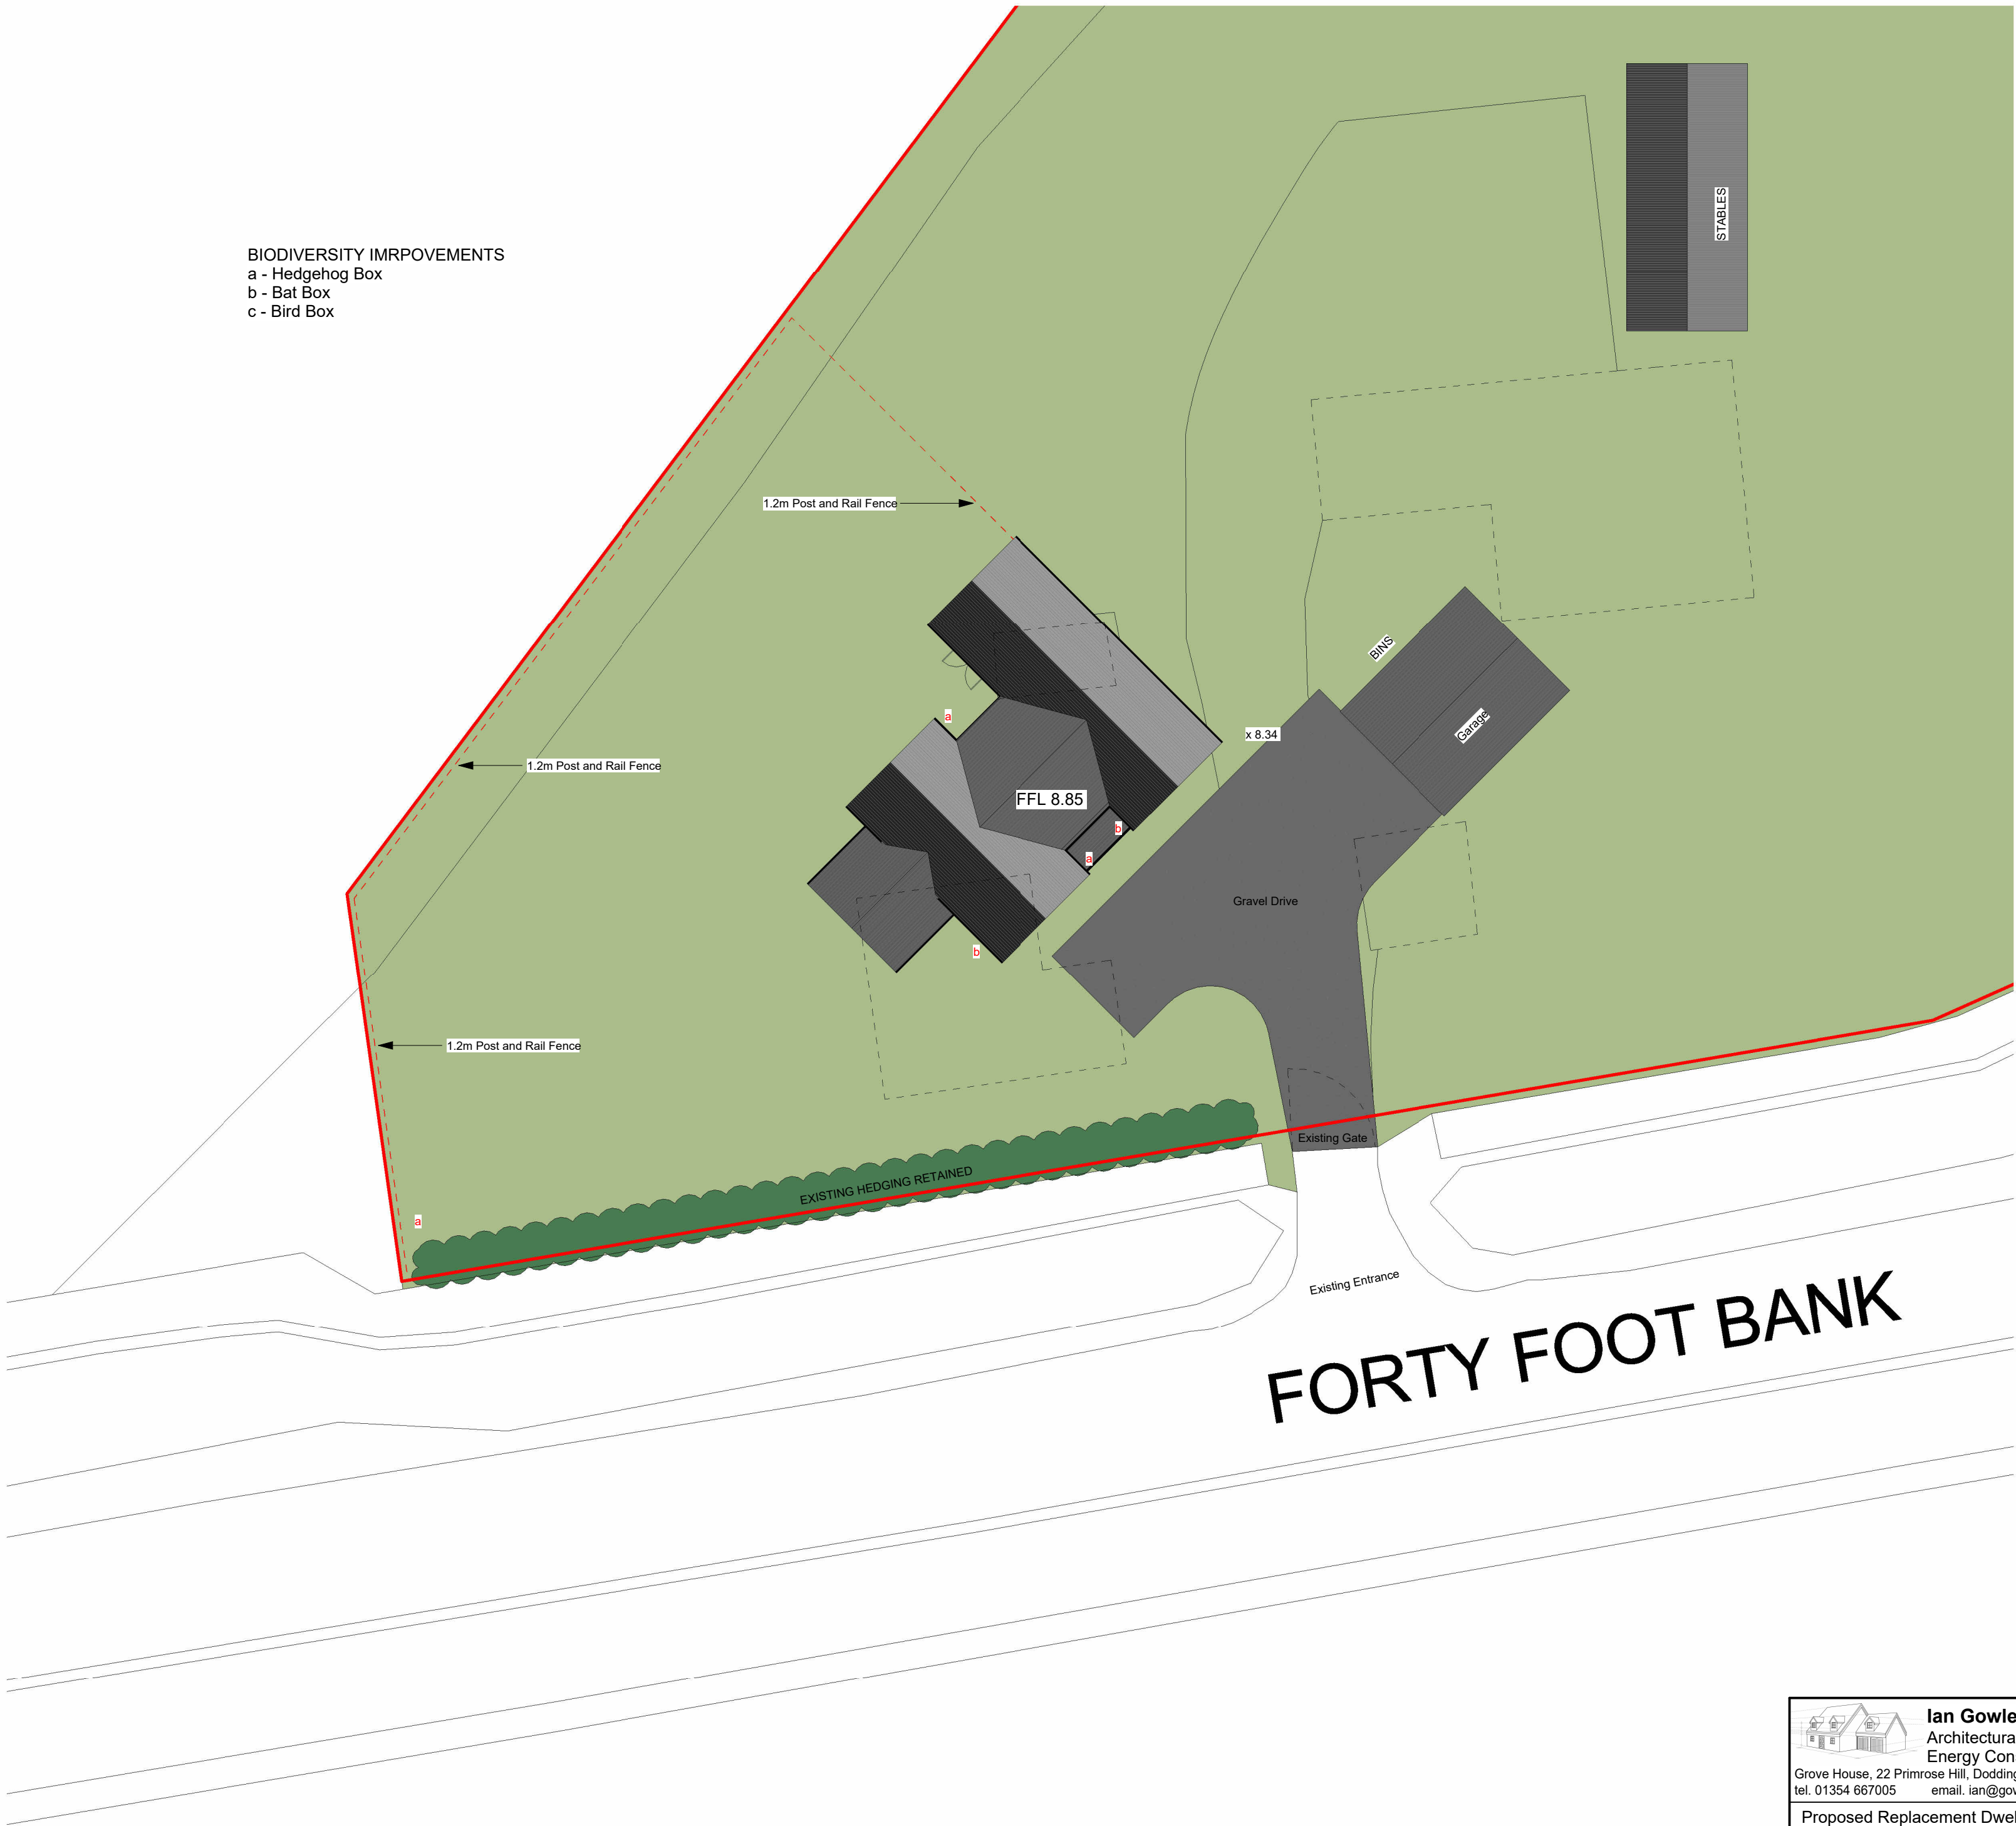 BIODIVERSITY IMRPOVEMENTS
a - Hedgehog Box
b - Bat Box
c - Bird Box
STABLES
1.2m Post and Rail Fence
BINS
Garage
a
x 8.34
1.2m Post and Rail Fence
FFL 8.85
b
a
Gravel Drive
b
1.2m Post and Rail Fence
Existing Gate
EXISTING HEDGING RETAINED
a
Existing Entrance
FORTY FOOT BANK
Ian Gowle
Architectura
Energy Con
Grove House, 22 Primrose Hill, Dodding
tel. 01354 667005 email. ian@gow
Proposed Replacement Dwel